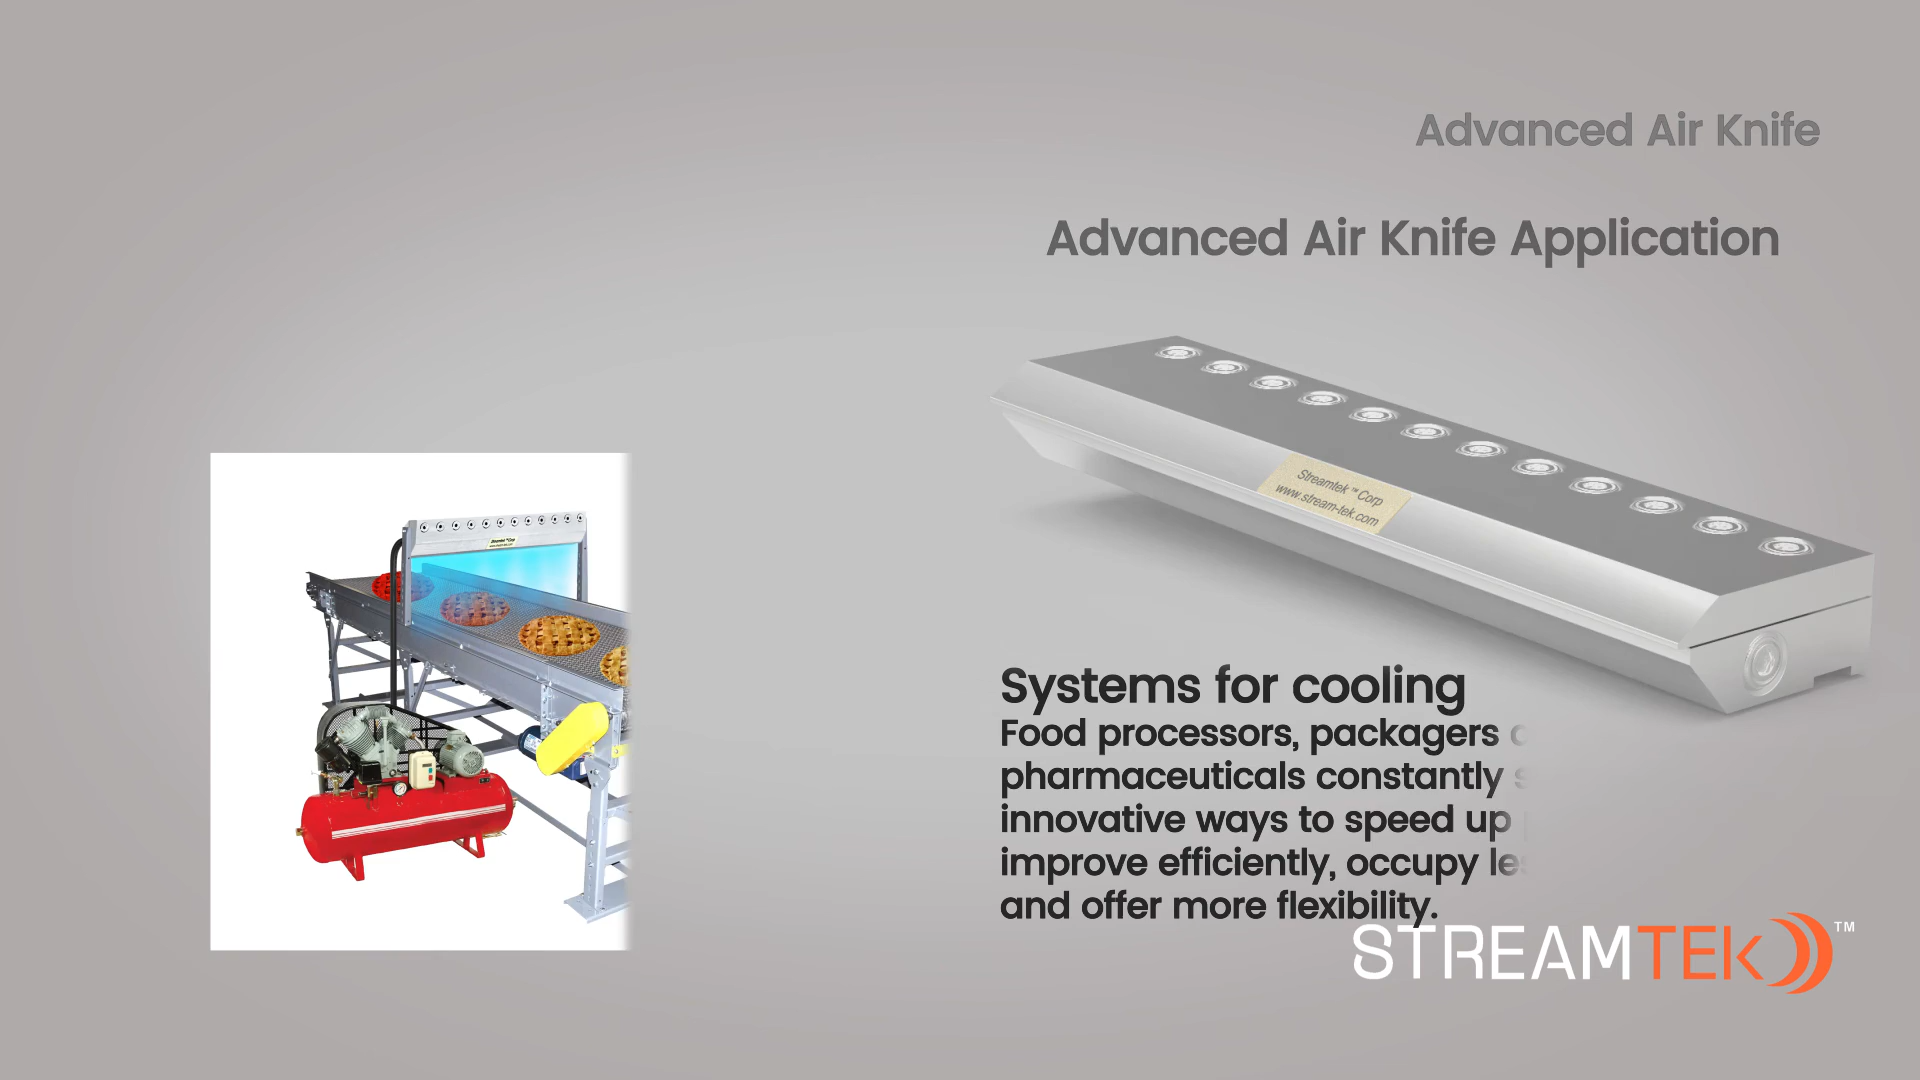 Advanced Air Knife
Advanced Air Knife Application
Streamtek ™ Corp
www.stream-tek.com
Systems for cooling
Food processors, packagers
pharmaceuticals constantly
innovative ways to speed up
improve efficiently, occupy
and offer more flexibility.
STREAMTEK ™